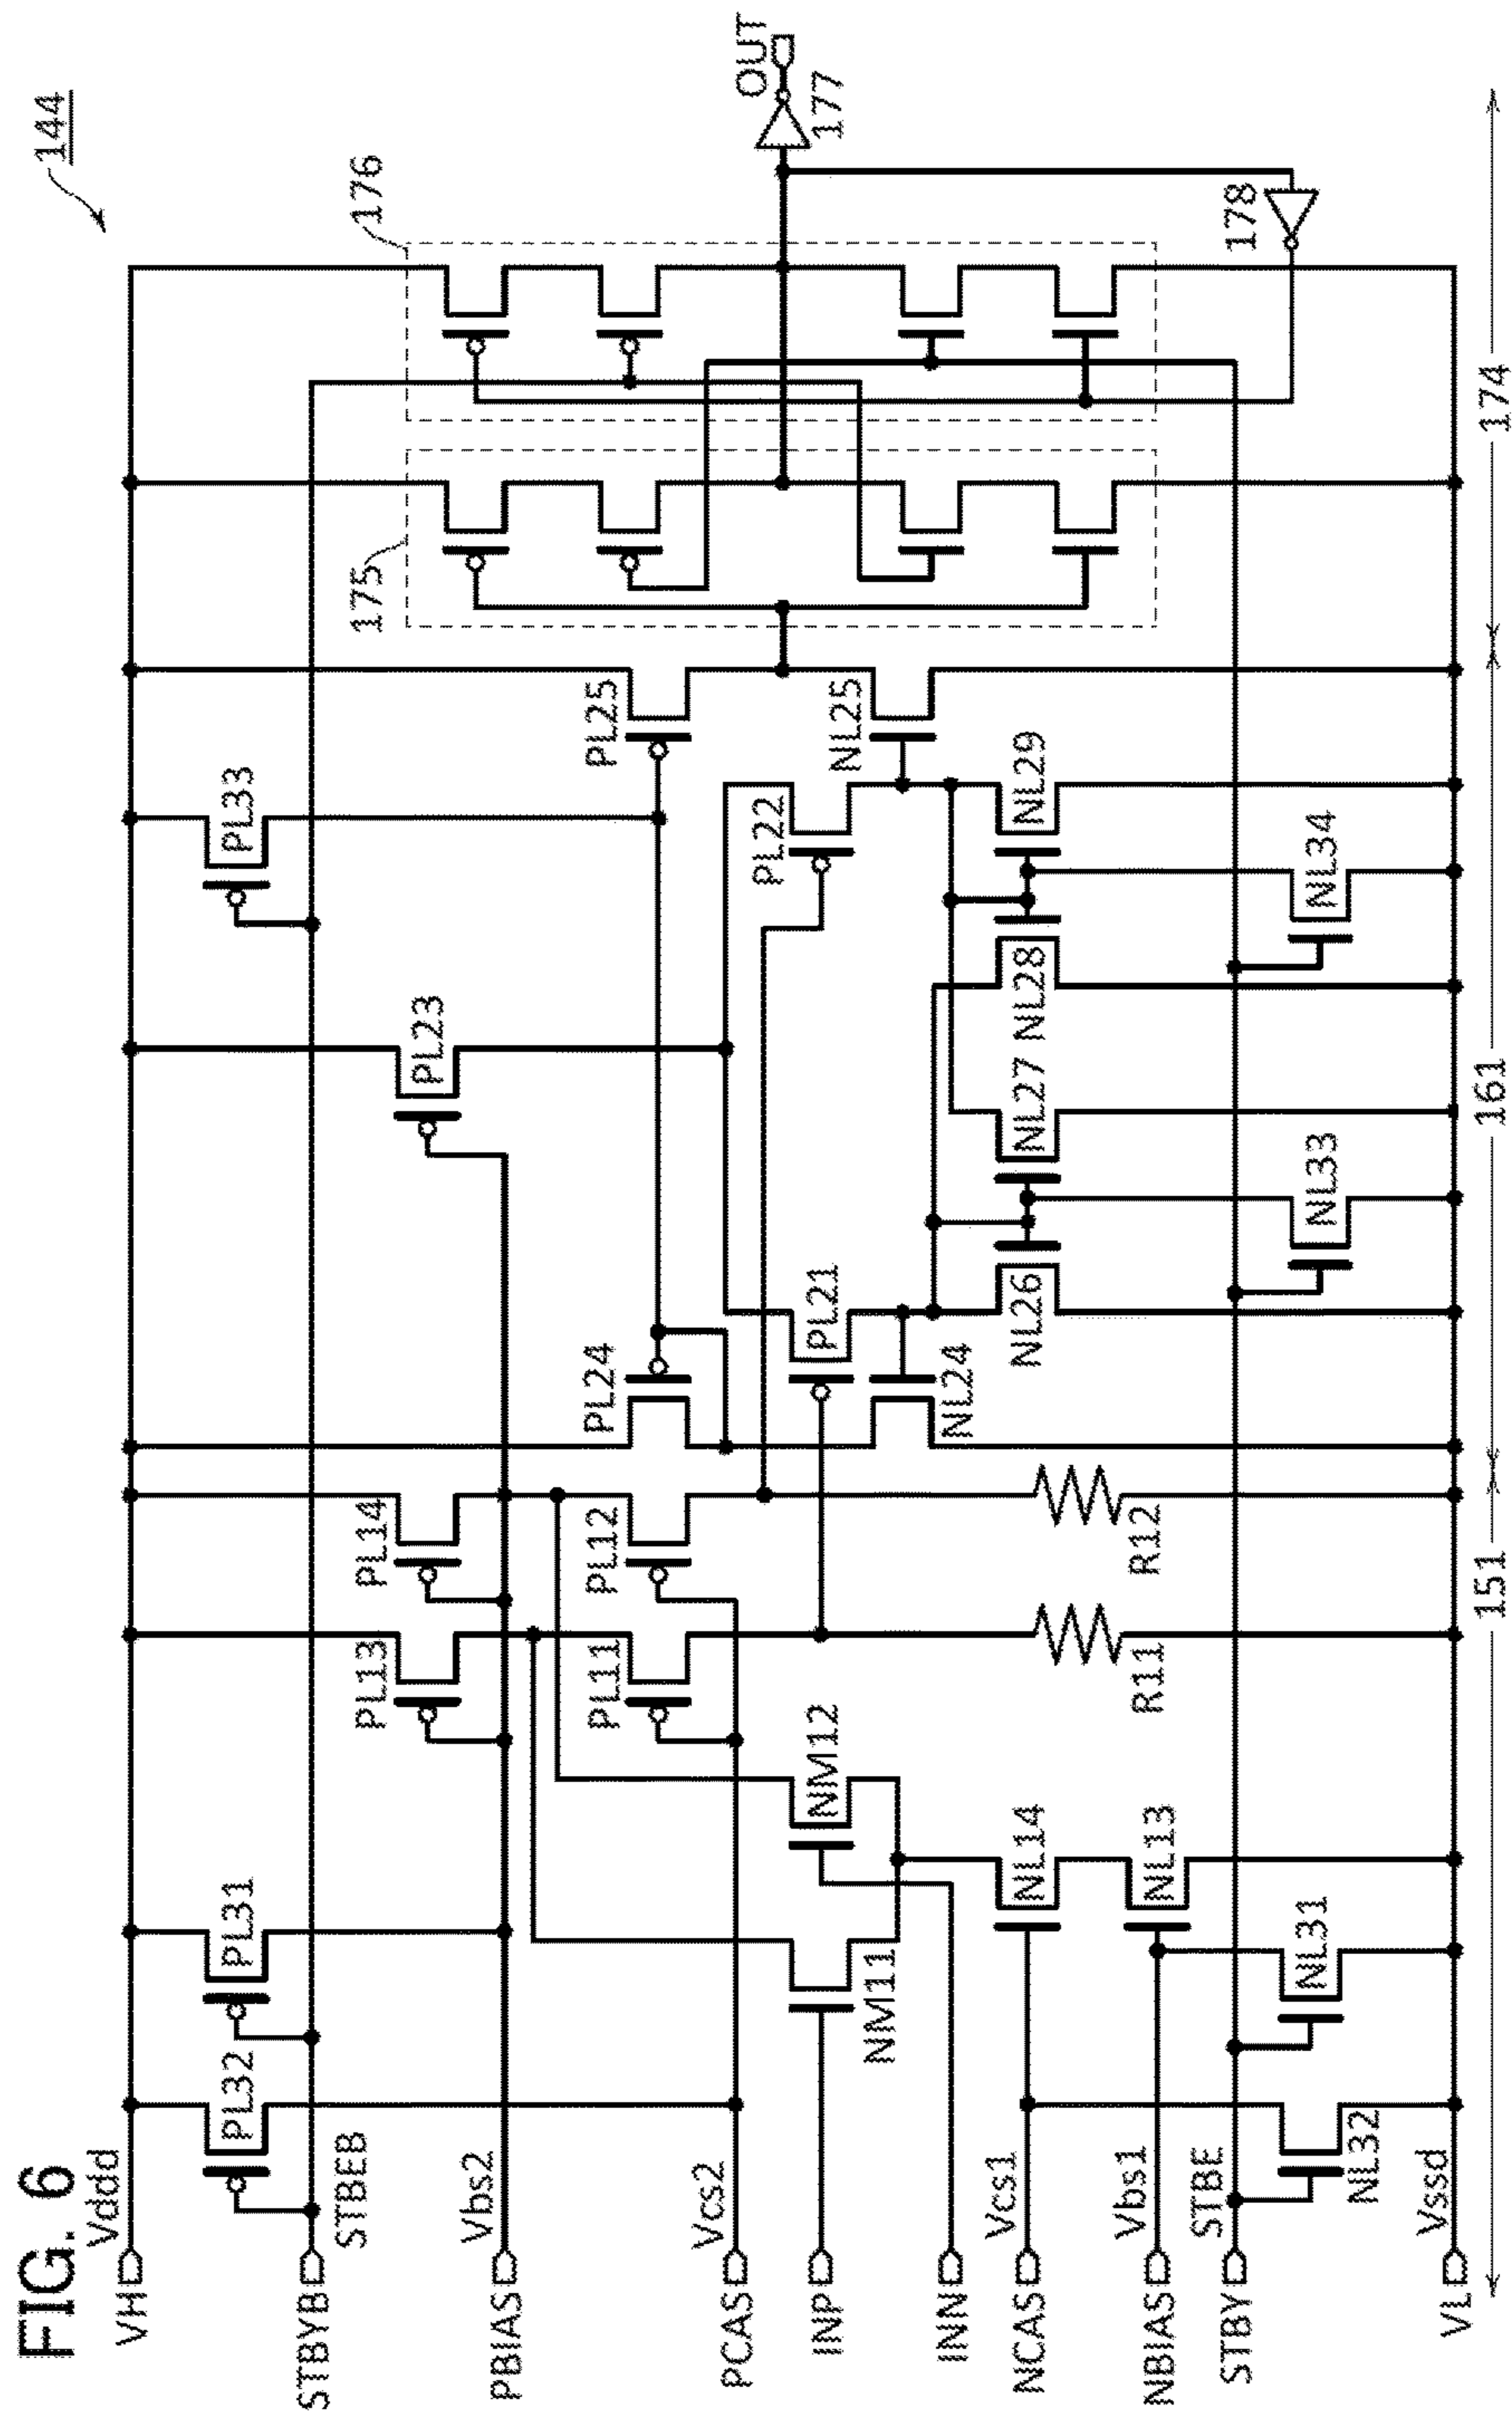 FIG. 6
144
VH
Vddd
STBYB
STBEB
PBIAS
Vbs2
PCAS
Vcs2
INP
INN
NCAS
Vcs1
NBIAS
Vbs1
STBY
STBE
VL
Vssd
PL32
PL31
PL33
PL13
PL14
PL23
PL11
PL12
PL24
PL25
NM11
NM12
PL21
PL22
NL24
NL25
NL14
NL13
R11
R12
NL26
NL27
NL28
NL29
NL32
NL31
NL33
NL34
175
176
OUT
177
178
151
161
174